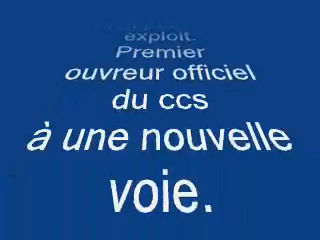 exploit.
Premier
ouvreur officiel
du ccs
à une nouvelle
voie.